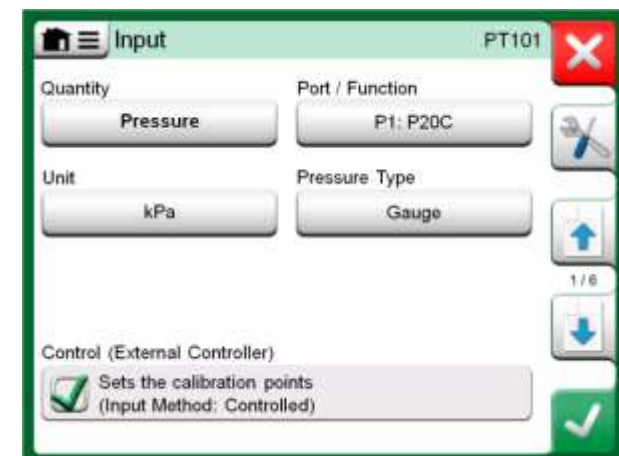 Input
PT101
Quantity
Port / Function
Pressure
P1: P20C
Unit
Pressure Type
kPa
Gauge
1 / 6
Control (External Controller)
Sets the calibration points
(Input Method: Controlled)